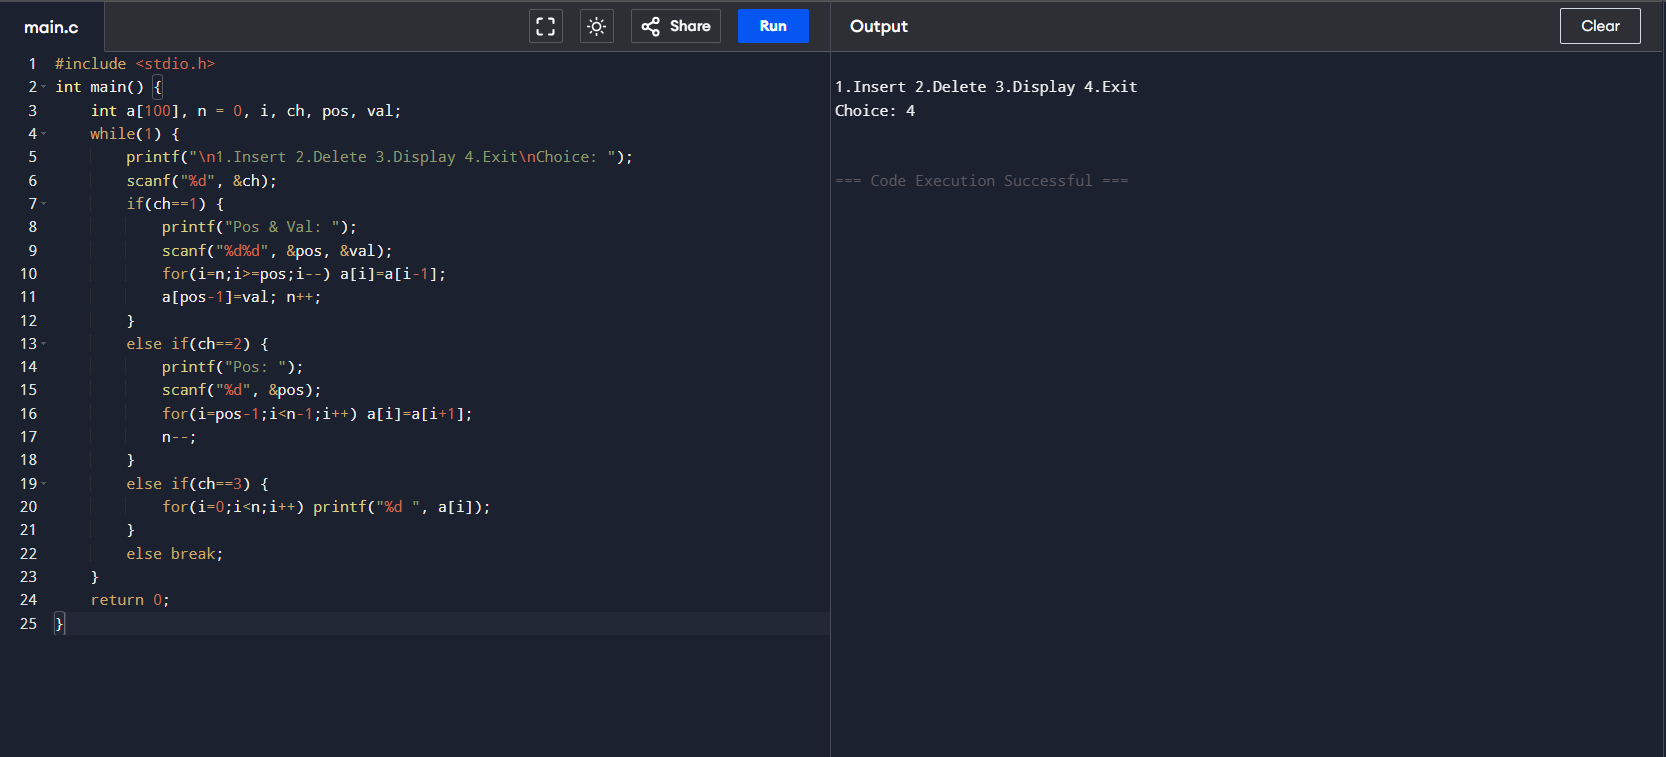 main.c
Share
Run
Output
Clear
1 #include <stdio.h>
2 int main() {
3     int a[100], n = 0, i, ch, pos, val;
4     while(1) {
5         printf("\n1.Insert 2.Delete 3.Display 4.Exit\nChoice: ");
6         scanf("%d", &ch);
7         if(ch==1) {
8             printf("Pos & Val: ");
9             scanf("%d%d", &pos, &val);
10             for(i=n;i>=pos;i--) a[i]=a[i-1];
11             a[pos-1]=val; n++;
12         }
13         else if(ch==2) {
14             printf("Pos: ");
15             scanf("%d", &pos);
16             for(i=pos-1;i<n-1;i++) a[i]=a[i+1];
17             n--;
18         }
19         else if(ch==3) {
20             for(i=0;i<n;i++) printf("%d ", a[i]);
21         }
22         else break;
23     }
24     return 0;
25 }
1.Insert 2.Delete 3.Display 4.Exit
Choice: 4
=== Code Execution Successful ===